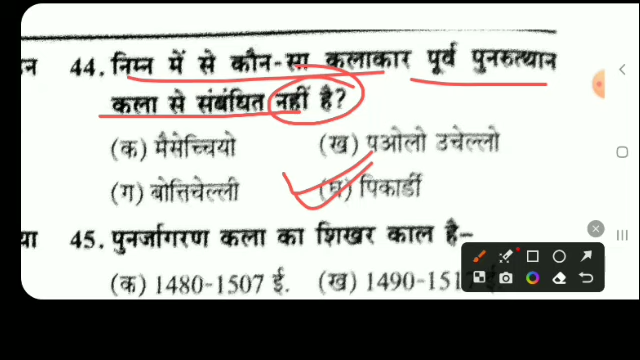 न 44. निम्न में से कौन-सा कलाकार पूर्व पुनरुत्थान
कला से संबंधित नहीं है?
(क) मैसेच्चियो (ख) पओलो उचेल्लो
(ग) बोत्तिचेल्ली (घ) पिकार्डी
या 45. पुनर्जागरण कला का शिखर काल है–
(क) 1480-1507 ई. (ख) 1490-151